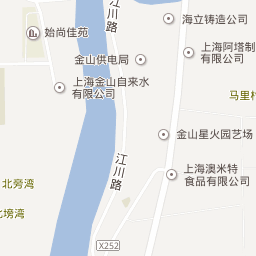 江川路
海立铸造公司
始尚佳苑
上海阿塔制
有限公司
金山供电局
上海金山自来水
有限公司
马里村
金山星火园艺场
江川路
上海澳米特
食品有限公司
北旁湾
北塝湾
X252